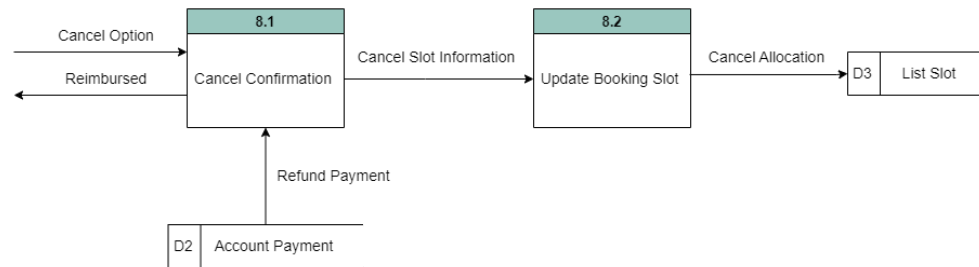 8.1
8.2
Cancel Option
Reimbursed
Cancel Confirmation
Cancel Slot Information
Update Booking Slot
Cancel Allocation
D3 List Slot
Refund Payment
D2 Account Payment